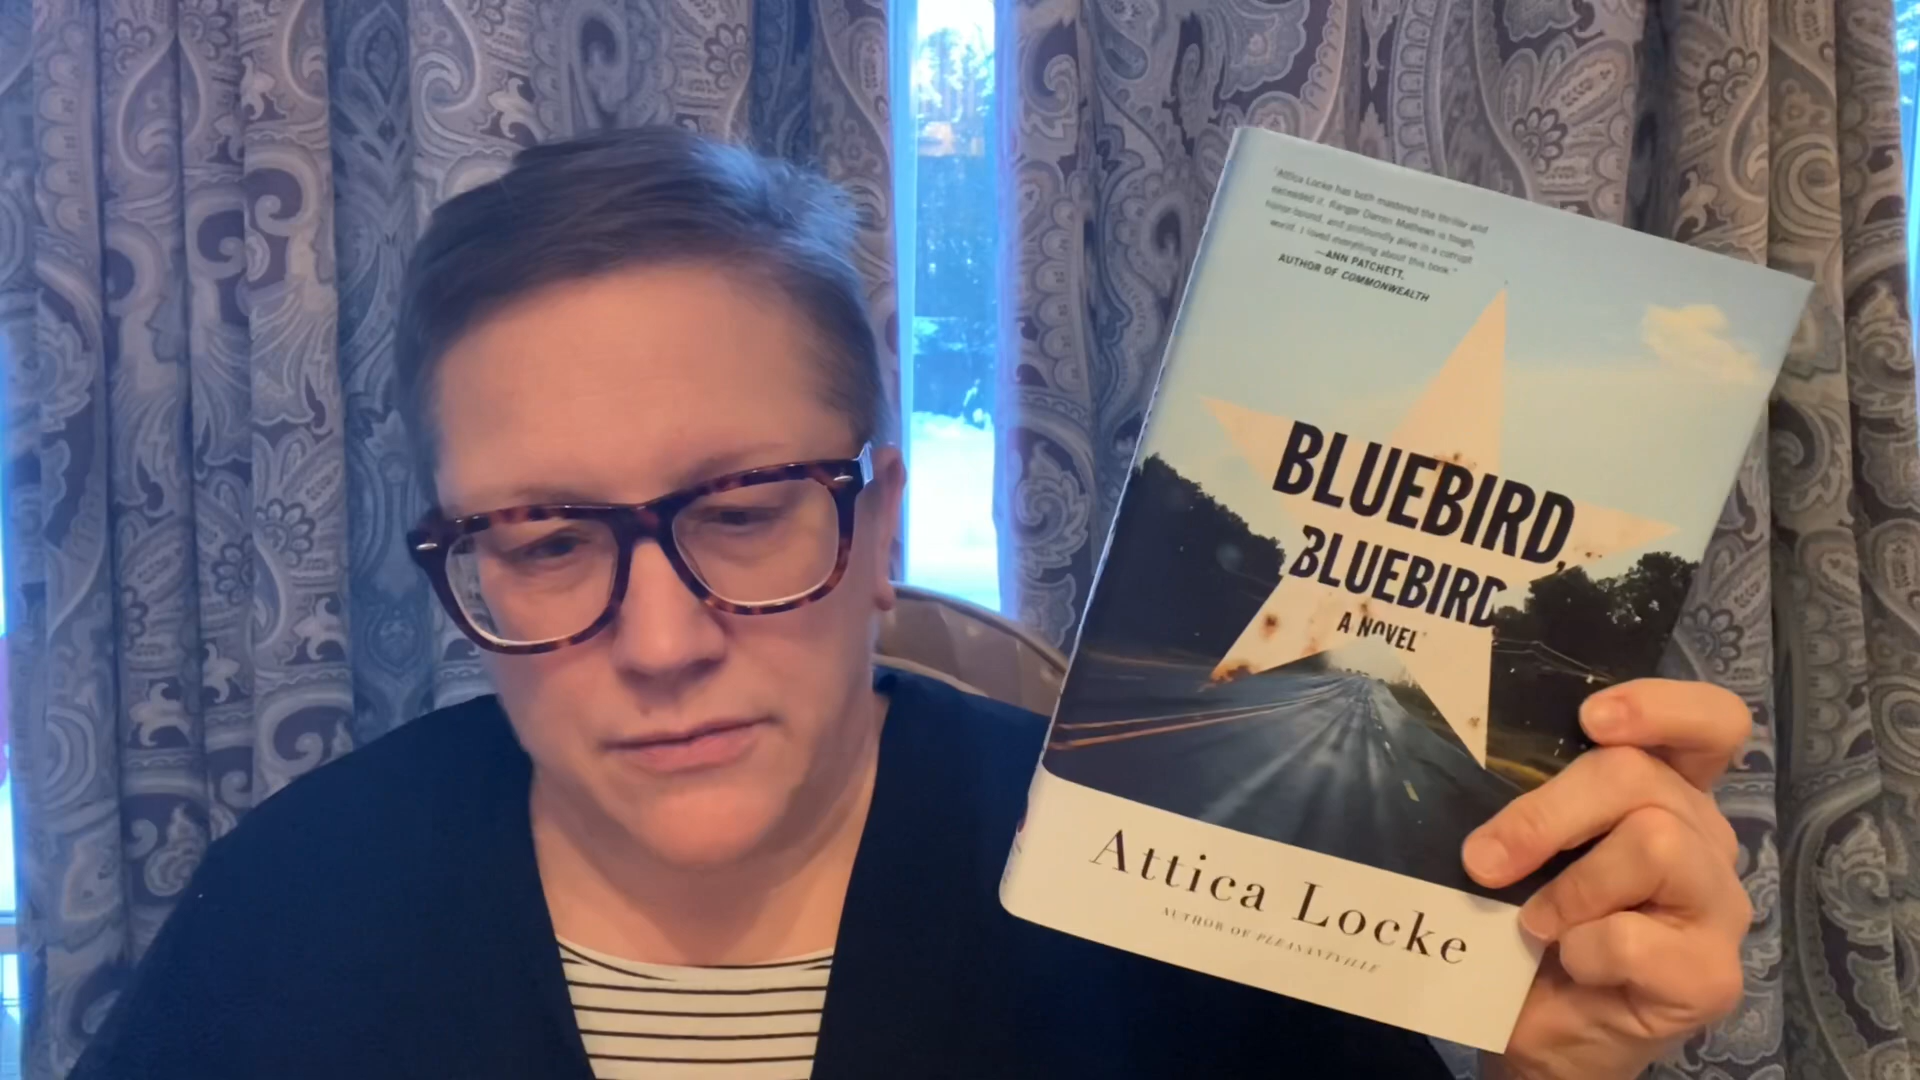 "Attica Locke has both mastered the thriller and
exceeded it. Ranger Darren Mathews is tough,
honor-bound, and profoundly alive in a corrupt
world. I loved everything about this book."
—ANN PATCHETT,
AUTHOR OF COMMONWEALTH
BLUEBIRD,
BLUEBIRD
A NOVEL
Attica Locke
AUTHOR OF PLEASANTVILLE